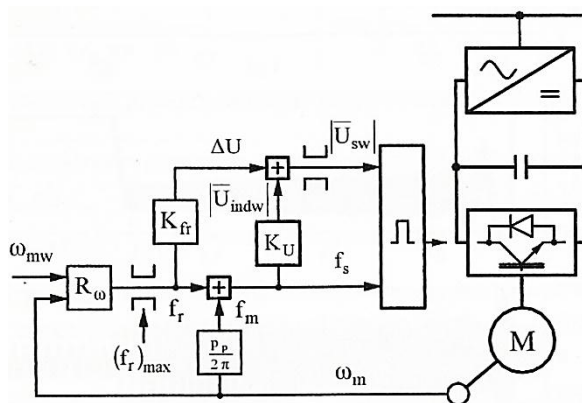 ΔU
|U̅sw|
|U̅indw|
Kfr
KU
ωmw
Rω
fr
fm
fs
(fr)max
pP
2π
ωm
M